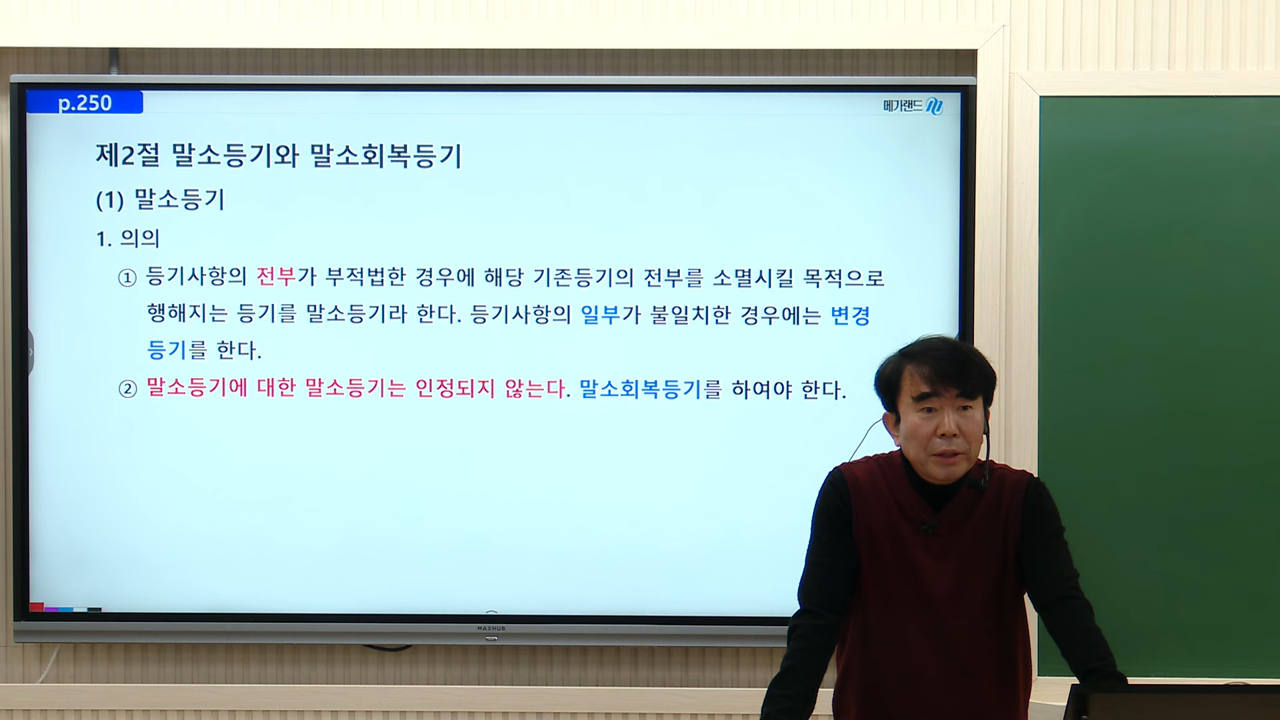 p.250
메가랜드
제2절 말소등기와 말소회복등기
(1) 말소등기
1. 의의
① 등기사항의 전부가 부적법한 경우에 해당 기존등기의 전부를 소멸시킬 목적으로
행해지는 등기를 말소등기라 한다. 등기사항의 일부가 불일치한 경우에는 변경
등기를 한다.
② 말소등기에 대한 말소등기는 인정되지 않는다. 말소회복등기를 하여야 한다.
MAXHUB